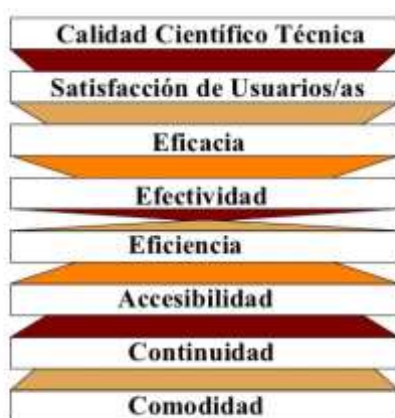 Calidad Científico Técnica
Satisfacción de Usuarios/as
Eficacia
Efectividad
Eficiencia
Accesibilidad
Continuidad
Comodidad